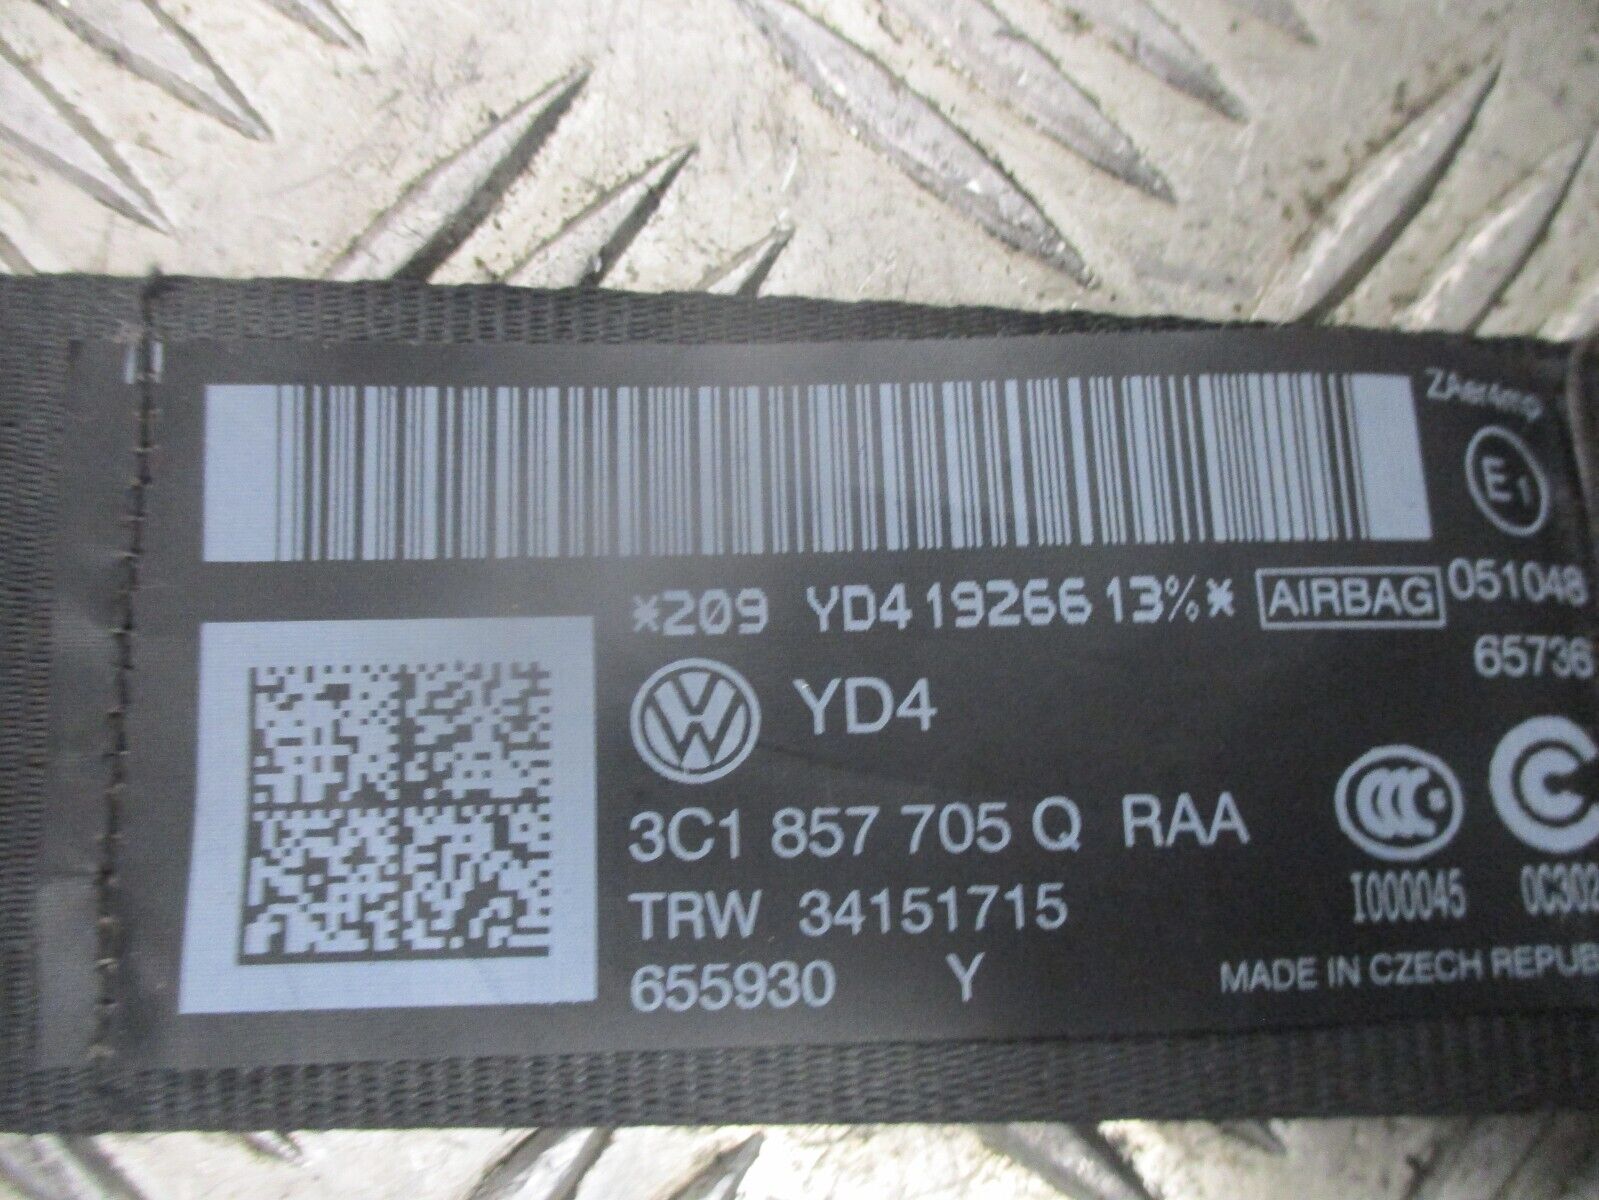 *209 YD4 19266 13%*
AIRBAG
E1
051048
65736
YD4
3C1 857 705 Q RAA
TRW 34151715
655930 Y
CCC
I000045
0C302
MADE IN CZECH REPUB